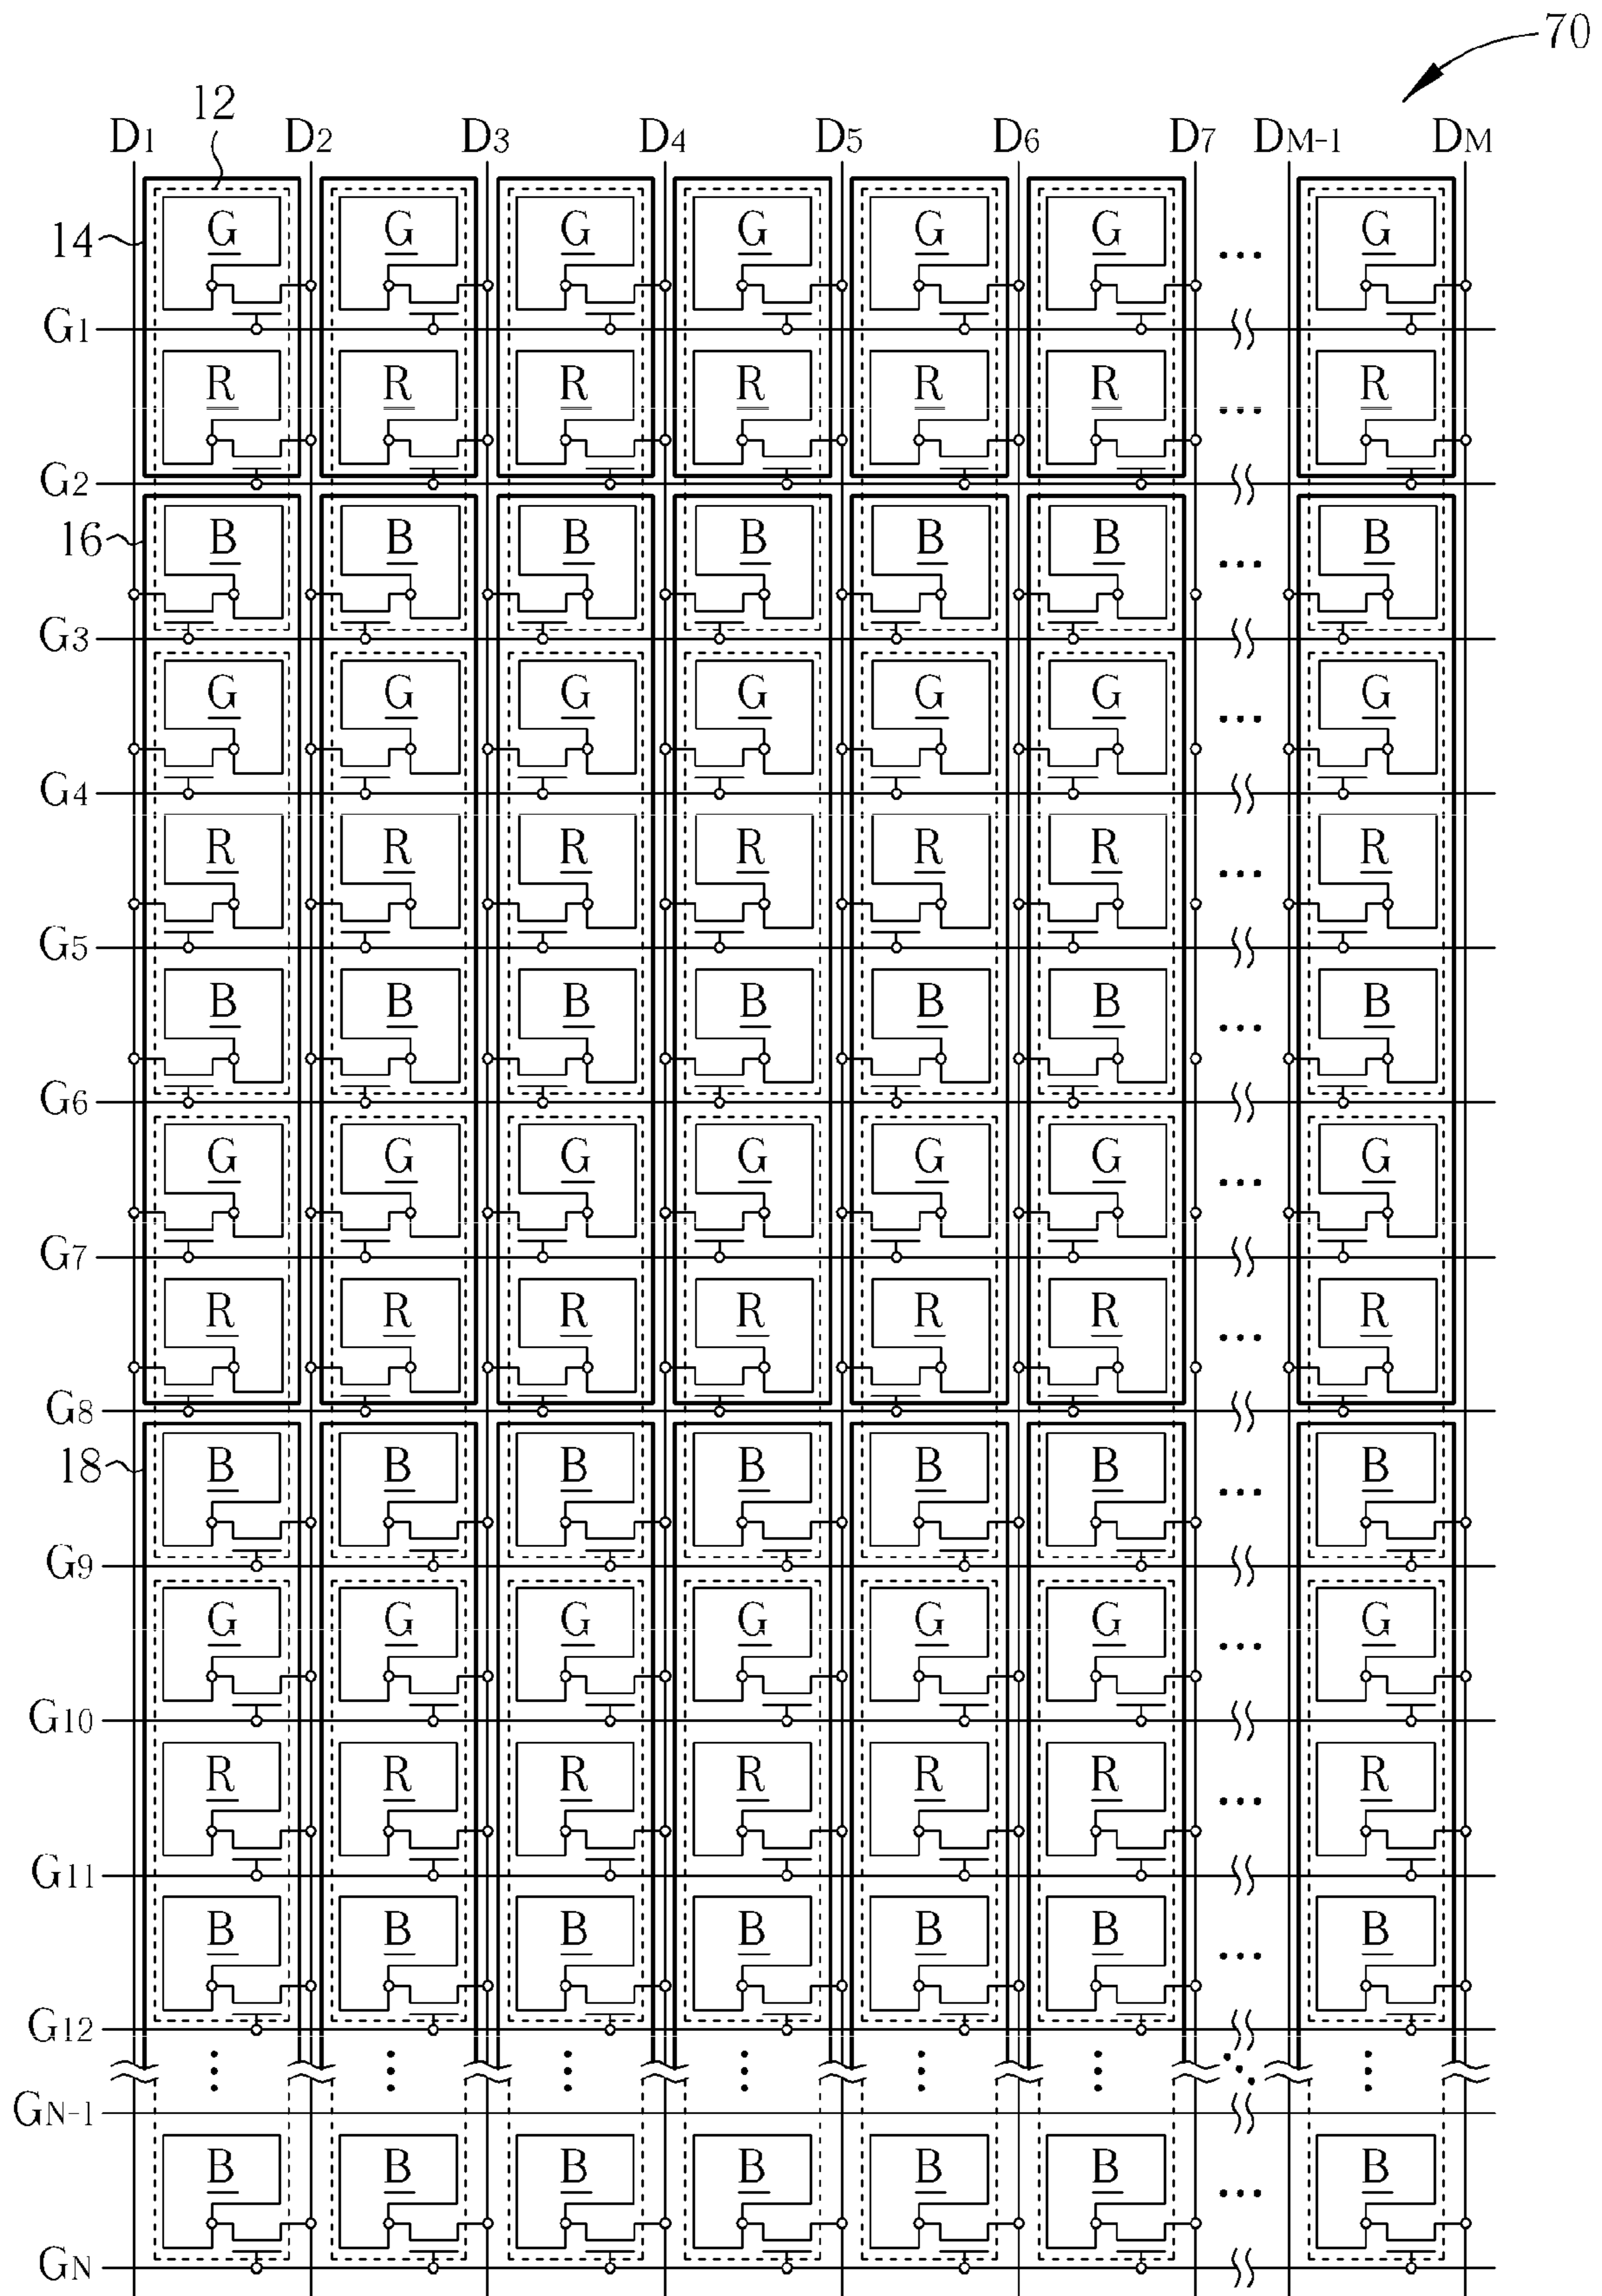 70
12
D1 D2 D3 D4 D5 D6 D7 DM-1 DM
14 G G G G G G ... G
G1
R R R R R R ... R
G2
16 B B B B B B ... B
G3
G G G G G G ... G
G4
R R R R R R ... R
G5
B B B B B B ... B
G6
G G G G G G ... G
G7
R R R R R R ... R
G8
18 B B B B B B ... B
G9
G G G G G G ... G
G10
R R R R R R ... R
G11
B B B B B B ... B
G12
GN-1
B B B B B B ... B
GN